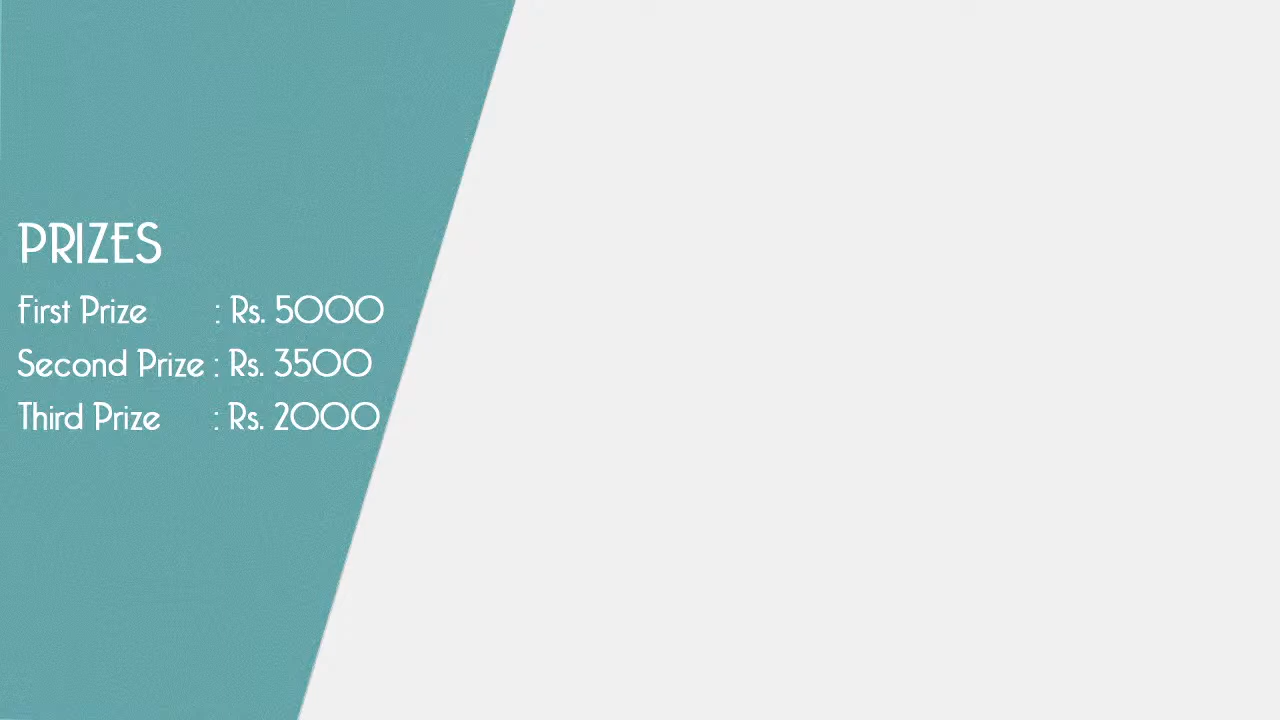 PRIZES
First Prize : Rs. 5000
Second Prize : Rs. 3500
Third Prize : Rs. 2000